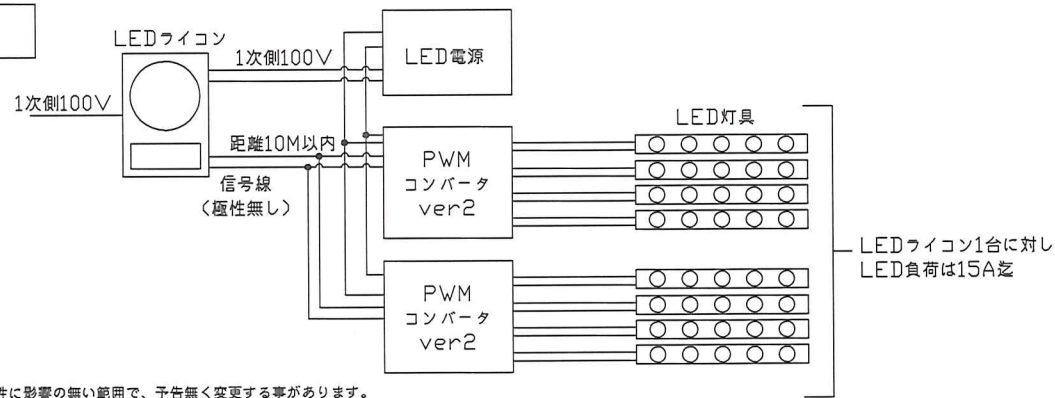 LEDライコン
1次側100V
LED電源
1次側100V
LED灯具
距離10M以内
PWM
コンバータ
ver2
信号線
(極性無し)
LEDライコン1台に対し
LED負荷は15A迄
PWM
コンバータ
ver2
性に影響の無い範囲で、予告無く変更する事があります。